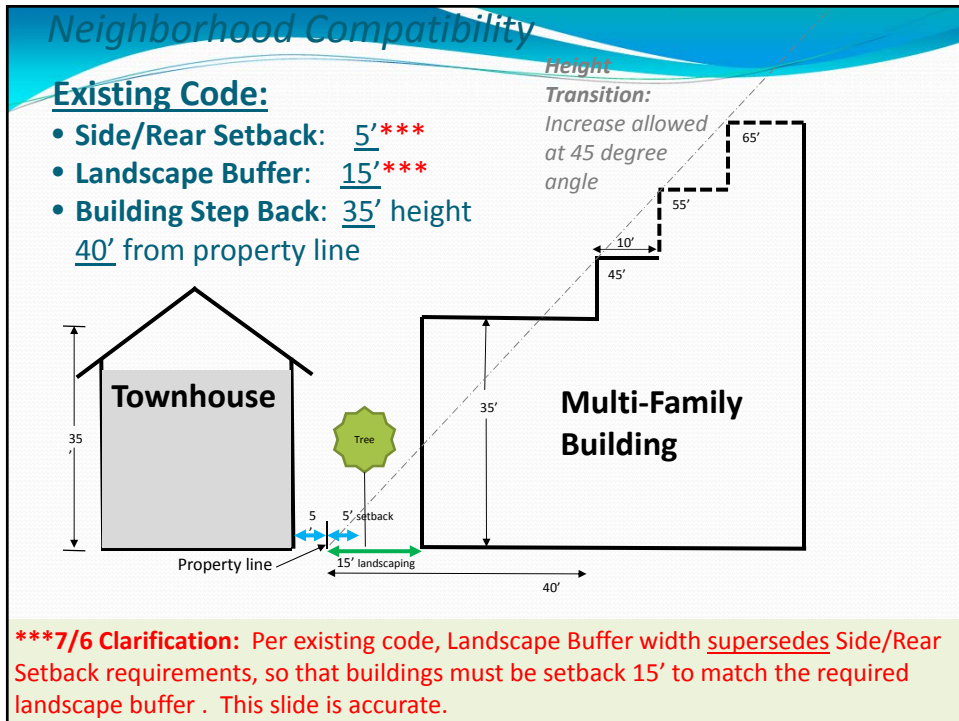 Neighborhood Compatibility
Existing Code:
• Side/Rear Setback: 5'***
• Landscape Buffer: 15'***
• Building Step Back: 35' height
40' from property line
Height
Transition:
Increase allowed
at 45 degree
angle
65'
55'
10'
45'
Townhouse
35
'
Tree
35'
Multi-Family
Building
5
'
5' setback
Property line
15' landscaping
40'
***7/6 Clarification: Per existing code, Landscape Buffer width supersedes Side/Rear
Setback requirements, so that buildings must be setback 15' to match the required
landscape buffer . This slide is accurate.